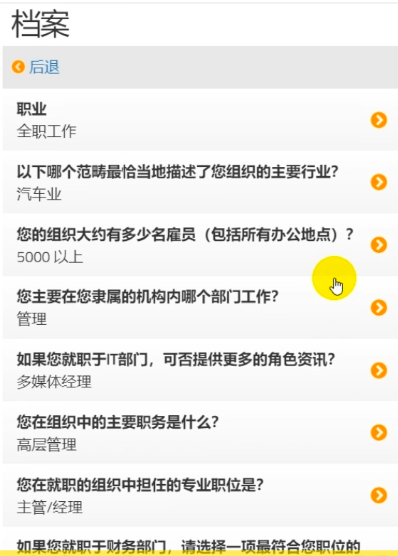 档案
后退
职业
全职工作
以下哪个范畴最恰当地描述了您组织的主要行业？
汽车业
您的组织大约有多少名雇员（包括所有办公地点）？
5000 以上
您主要在您隶属的机构内哪个部门工作？
管理
如果您就职于IT部门，可否提供更多的角色资讯？
多媒体经理
您在组织中的主要职务是什么？
高层管理
您在就职的组织中担任的专业职位是？
主管/经理
如果您就职于财务部门，请选择一项最符合您职位的